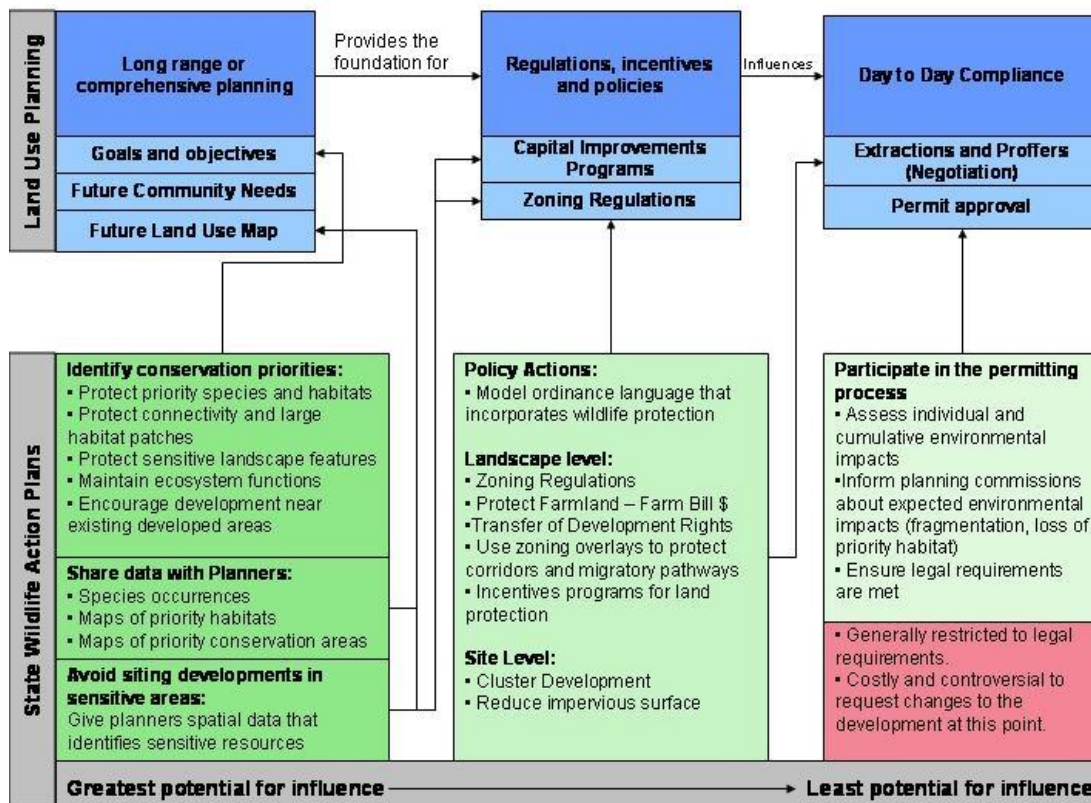 Land Use Planning
Long range or
comprehensive planning
Goals and objectives
Future Community Needs
Future Land Use Map
Provides the
foundation for
Regulations, incentives
and policies
Capital Improvements
Programs
Zoning Regulations
Influences
Day to Day Compliance
Extractions and Proffers
(Negotiation)
Permit approval
State Wildlife Action Plans
Identify conservation priorities:
▪ Protect priority species and habitats
▪ Protect connectivity and large
habitat patches
▪ Protect sensitive landscape features
▪ Maintain ecosystem functions
▪ Encourage development near
existing developed areas
Share data with Planners:
▪ Species occurrences
▪ Maps of priority habitats
▪ Maps of priority conservation areas
Avoid siting developments in
sensitive areas:
Give planners spatial data that
identifies sensitive resources
Policy Actions:
▪ Model ordinance language that
incorporates wildlife protection
Landscape level:
▪ Zoning Regulations
▪ Protect Farmland – Farm Bill $
▪Transfer of Development Rights
▪ Use zoning overlays to protect
corridors and migratory pathways
▪ Incentives programs for land
protection
Site Level:
▪ Cluster Development
▪ Reduce impervious surface
Participate in the permitting
process
▪ Assess individual and
cumulative environmental
impacts
▪Inform planning commissions
about expected environmental
impacts (fragmentation, loss of
priority habitat)
▪ Ensure legal requirements
are met
▪ Generally restricted to legal
requirements.
▪ Costly and controversial to
request changes to the
development at this point.
Greatest potential for influence
Least potential for influence